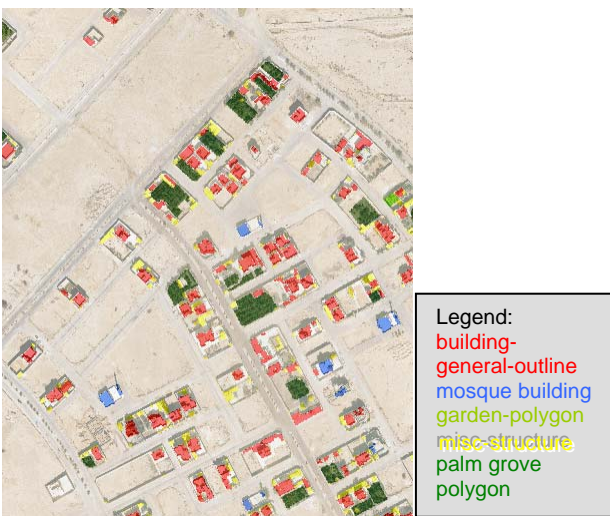 Legend:
building-
general-outline
mosque building
garden-polygon
misc-structure
palm grove
polygon